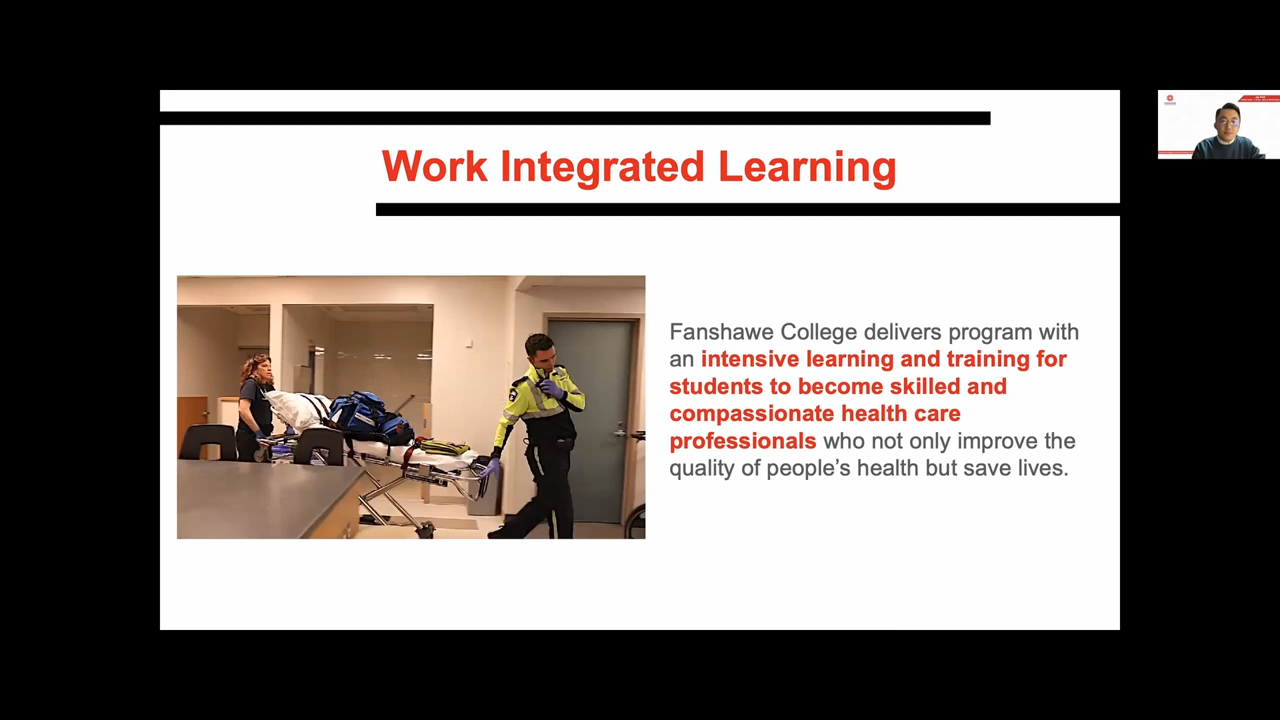 Work Integrated Learning
Fanshawe College delivers program with
an intensive learning and training for
students to become skilled and
compassionate health care
professionals who not only improve the
quality of people’s health but save lives.